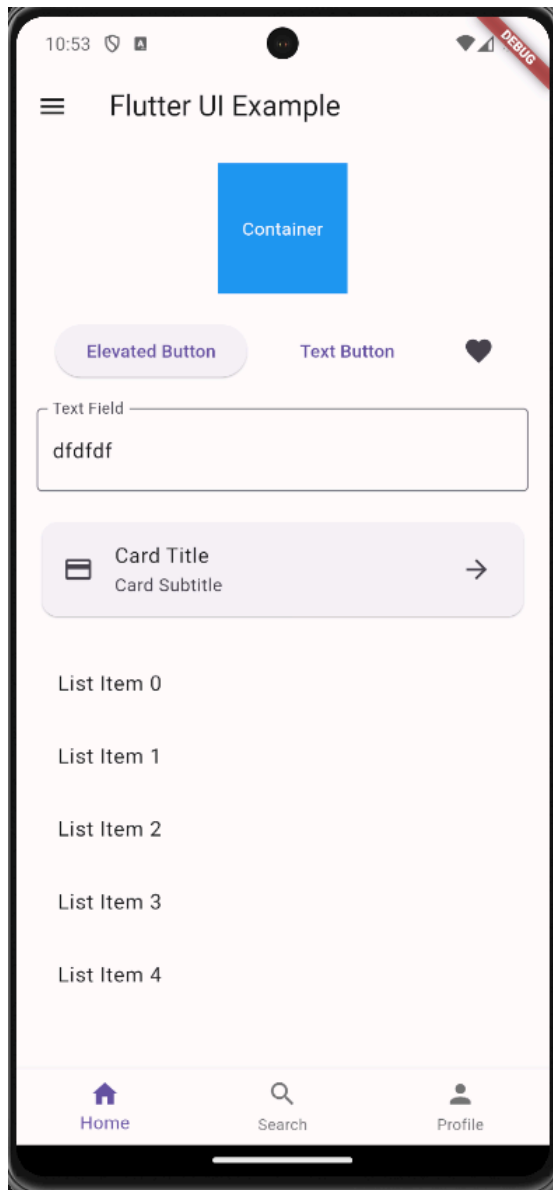 10:53
DEBUG
Flutter UI Example
Container
Elevated Button
Text Button
Text Field
dfdfdf
Card Title
Card Subtitle
List Item 0
List Item 1
List Item 2
List Item 3
List Item 4
Home
Search
Profile